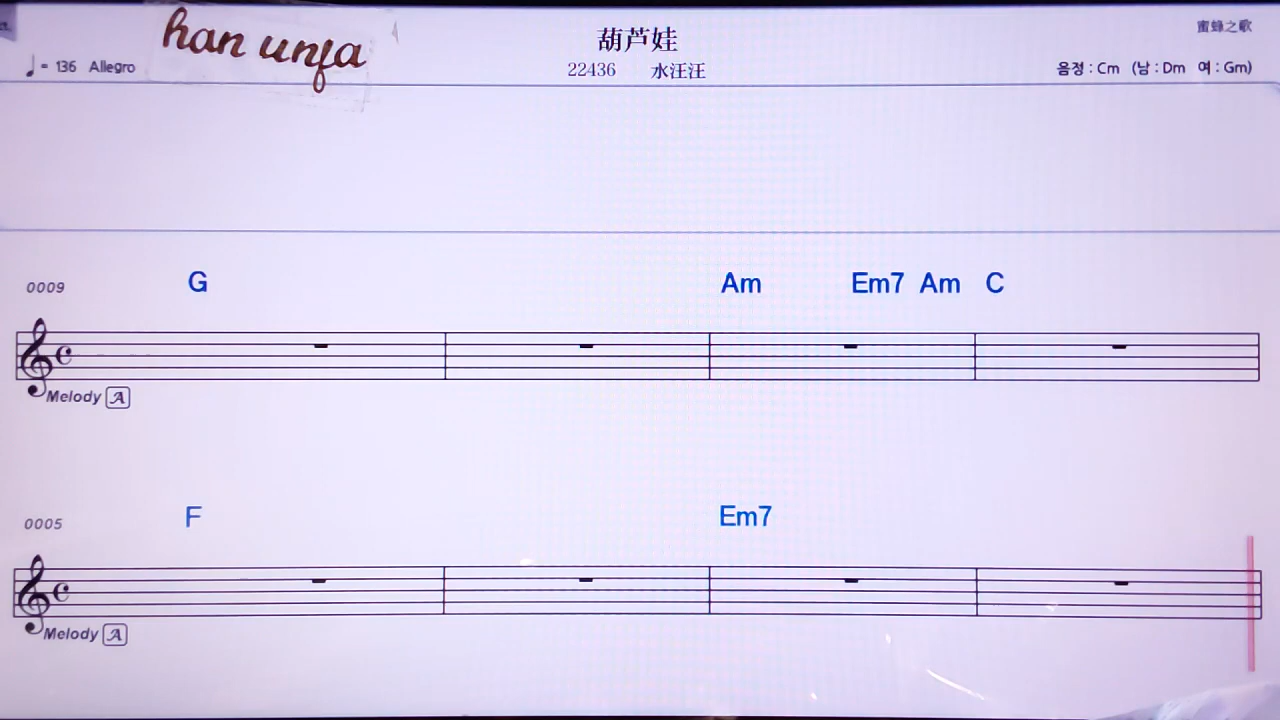 han unfa
葫芦娃
蜜蜂之歌
♩= 136 Allegro
22436 水汪汪
음정 : Cm (남 : Dm 여 : Gm)
0009 G Am Em7 Am C
Melody A
0005 F Em7
Melody A